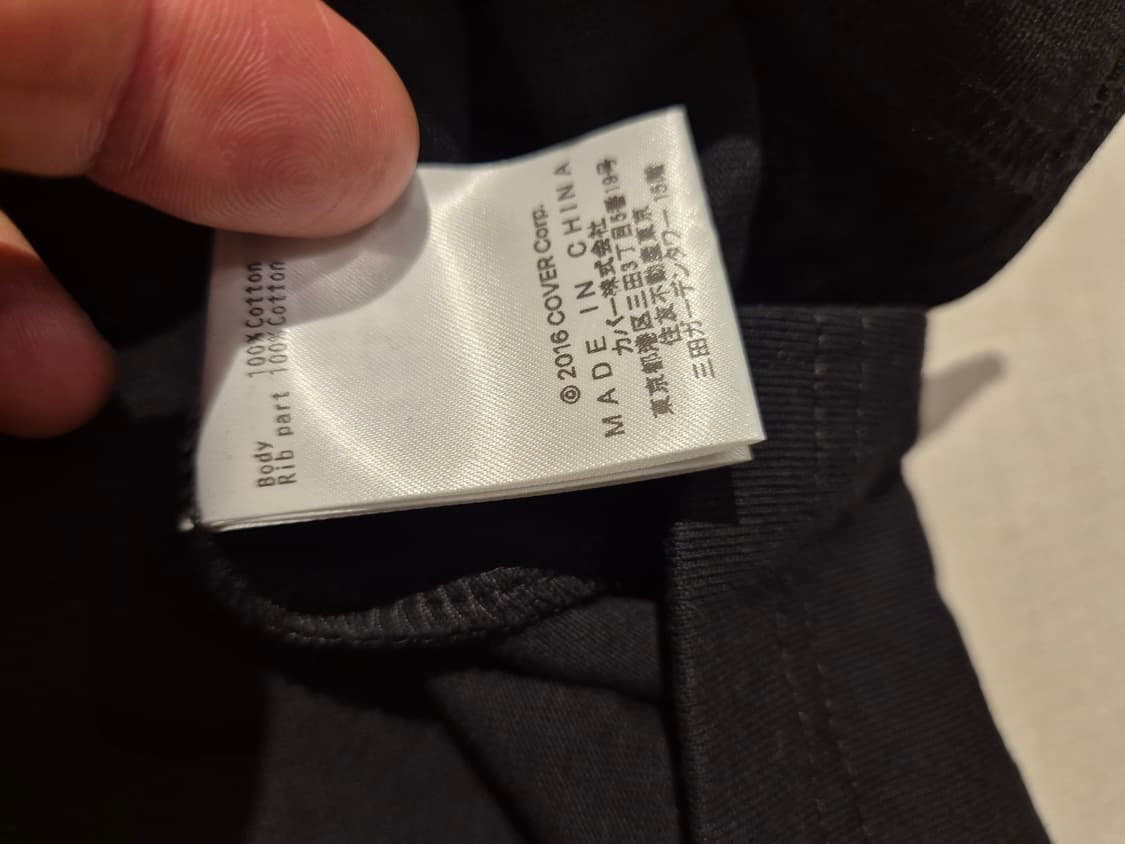 Body 100%Cotton
Rib part 100%Cotton
© 2016 COVER Corp.
MADE IN CHINA
カバー株式会社
東京都港区三田3丁目5番19号
住友不動産東京
三田ガーデンタワー 15階